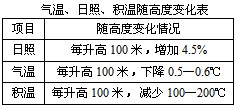 气温、日照、积温随高度变化表
项目 随高度变化情况
日照 每升高100米,增加4.5%
气温 每升高100米,下降0.5—0.6℃
积温 每升高100米,减少100—200℃